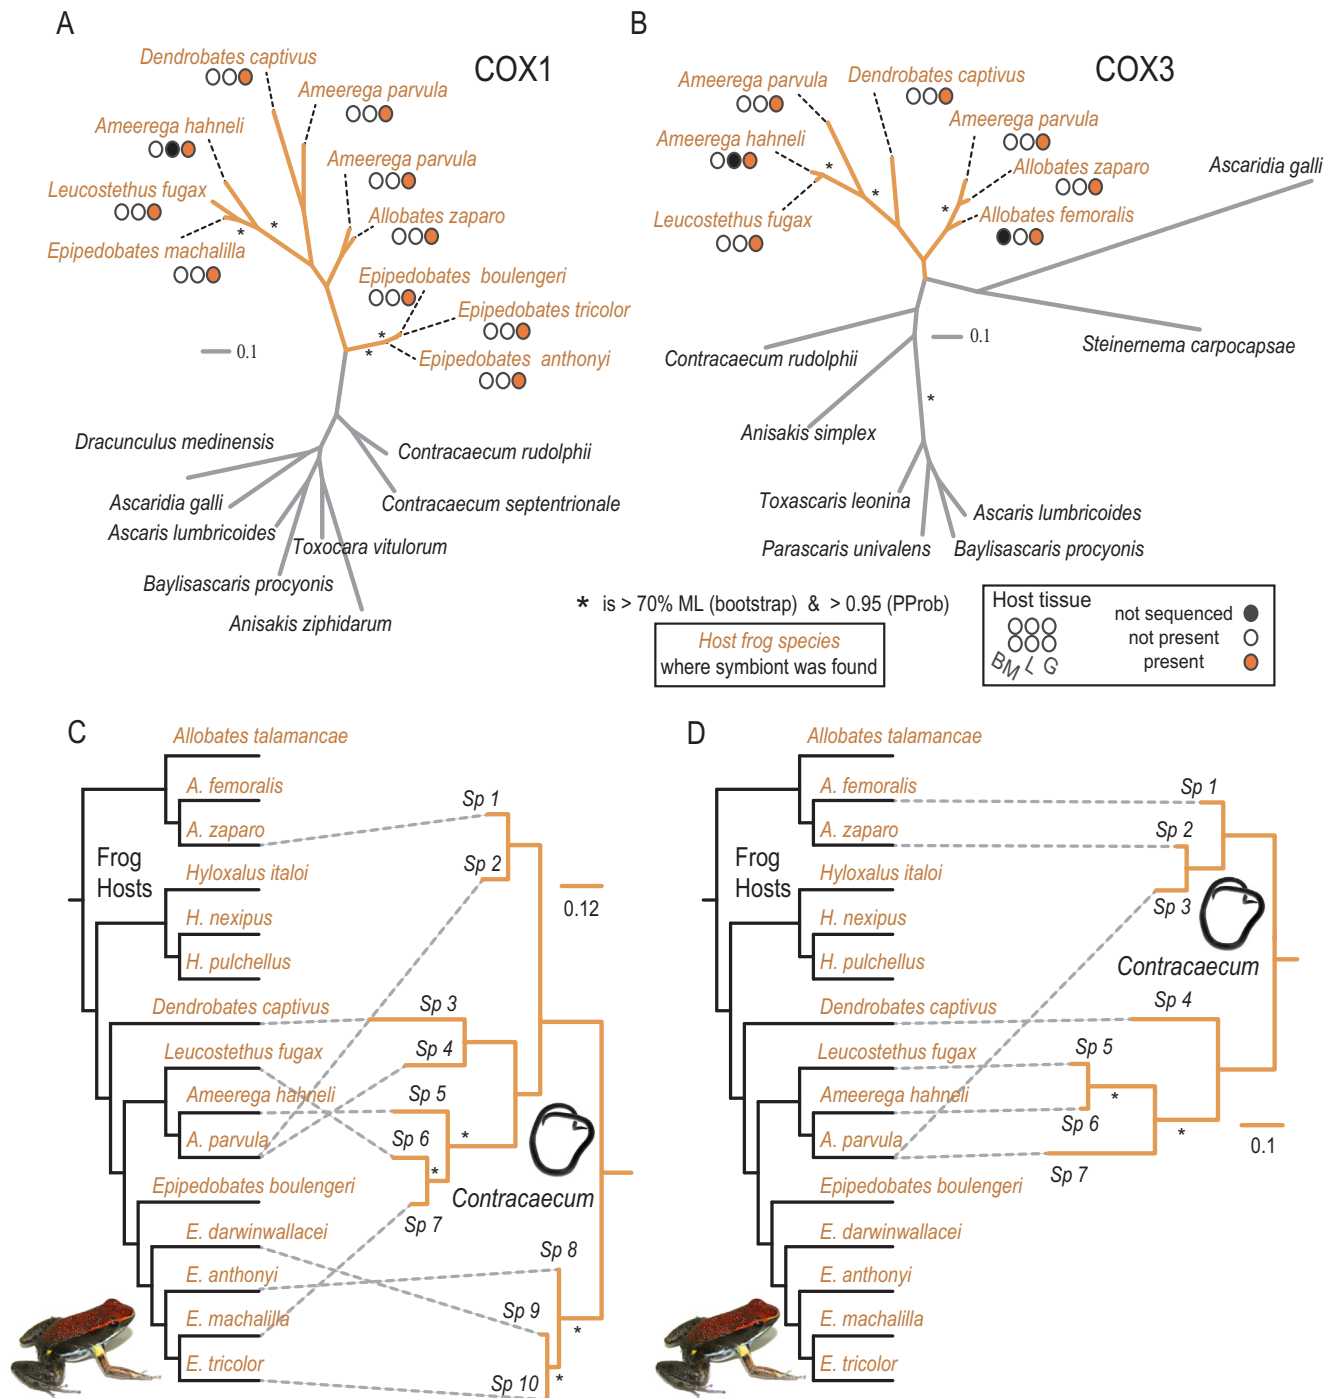 A
COX1
Dendrobates captivus
Ameerega parvula
Ameerega hahneli
Ameerega parvula
Leucostethus fugax
Allobates zaparo
Epipedobates machalilla
Epipedobates boulengeri
Epipedobates tricolor
Epipedobates anthonyi
0.1
Dracunculus medinensis
Contracaecum rudolphii
Ascaridia galli
Contracaecum septentrionale
Ascaris lumbricoides
Toxocara vitulorum
Baylisascaris procyonis
Anisakis ziphidarum
B
COX3
Ameerega parvula
Dendrobates captivus
Ameerega hahneli
Ameerega parvula
Ascaridia galli
Allobates zaparo
Leucostethus fugax
Allobates femoralis
0.1
Contracaecum rudolphii
Steinernema carpocapsae
Anisakis simplex
Toxascaris leonina
Ascaris lumbricoides
Parascaris univalens
Baylisascaris procyonis
* is > 70% ML (bootstrap) & > 0.95 (PProb)
Host frog species
where symbiont was found
Host tissue
BM L G
not sequenced
not present
present
C
Allobates talamancae
A. femoralis
A. zaparo
Frog
Hosts
Hyloxalus italoi
H. nexipus
H. pulchellus
Dendrobates captivus
Leucostethus fugax
Ameerega hahneli
A. parvula
Epipedobates boulengeri
E. darwinwallacei
E. anthonyi
E. machalilla
E. tricolor
Sp 1
Sp 2
0.12
Sp 3
Sp 4
Sp 5
Sp 6
Sp 7
Contracaecum
Sp 8
Sp 9
Sp 10
D
Allobates talamancae
A. femoralis
A. zaparo
Frog
Hosts
Hyloxalus italoi
H. nexipus
H. pulchellus
Dendrobates captivus
Leucostethus fugax
Ameerega hahneli
A. parvula
Epipedobates boulengeri
E. darwinwallacei
E. anthonyi
E. machalilla
E. tricolor
Sp 1
Sp 2
Sp 3
Contracaecum
Sp 4
Sp 5
Sp 6
0.1
Sp 7